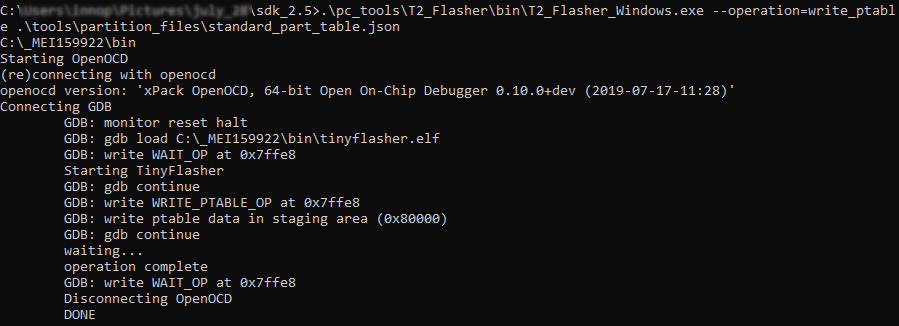 C:\Users\innop\Pictures\july_28\sdk_2.5>.\pc_tools\T2_Flasher\bin\T2_Flasher_Windows.exe --operation=write_ptabl
e .\tools\partition_files\standard_part_table.json
C:\_MEI159922\bin
Starting OpenOCD
(re)connecting with openocd
openocd version: 'xPack OpenOCD, 64-bit Open On-Chip Debugger 0.10.0+dev (2019-07-17-11:28)'
Connecting GDB
GDB: monitor reset halt
GDB: gdb load C:\_MEI159922\bin\tinyflasher.elf
GDB: write WAIT_OP at 0x7ffe8
Starting TinyFlasher
GDB: gdb continue
GDB: write WRITE_PTABLE_OP at 0x7ffe8
GDB: write ptable data in staging area (0x80000)
GDB: gdb continue
waiting...
operation complete
GDB: write WAIT_OP at 0x7ffe8
Disconnecting OpenOCD
DONE